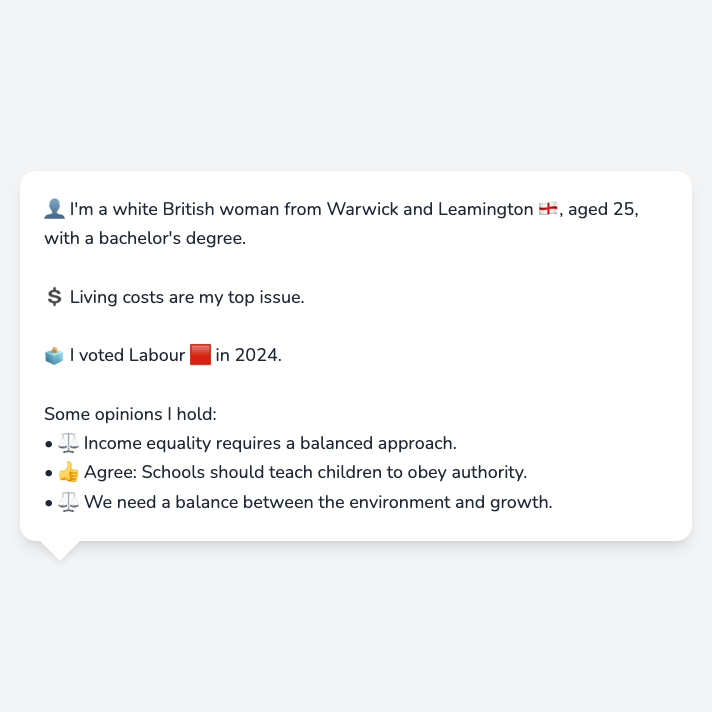 👤 I'm a white British woman from Warwick and Leamington 🏴󠁧󠁢󠁥󠁮󠁧󠁿, aged 25,
with a bachelor's degree.
💲 Living costs are my top issue.
🗳️ I voted Labour 🟥 in 2024.
Some opinions I hold:
• ⚖️ Income equality requires a balanced approach.
• 👍 Agree: Schools should teach children to obey authority.
• ⚖️ We need a balance between the environment and growth.